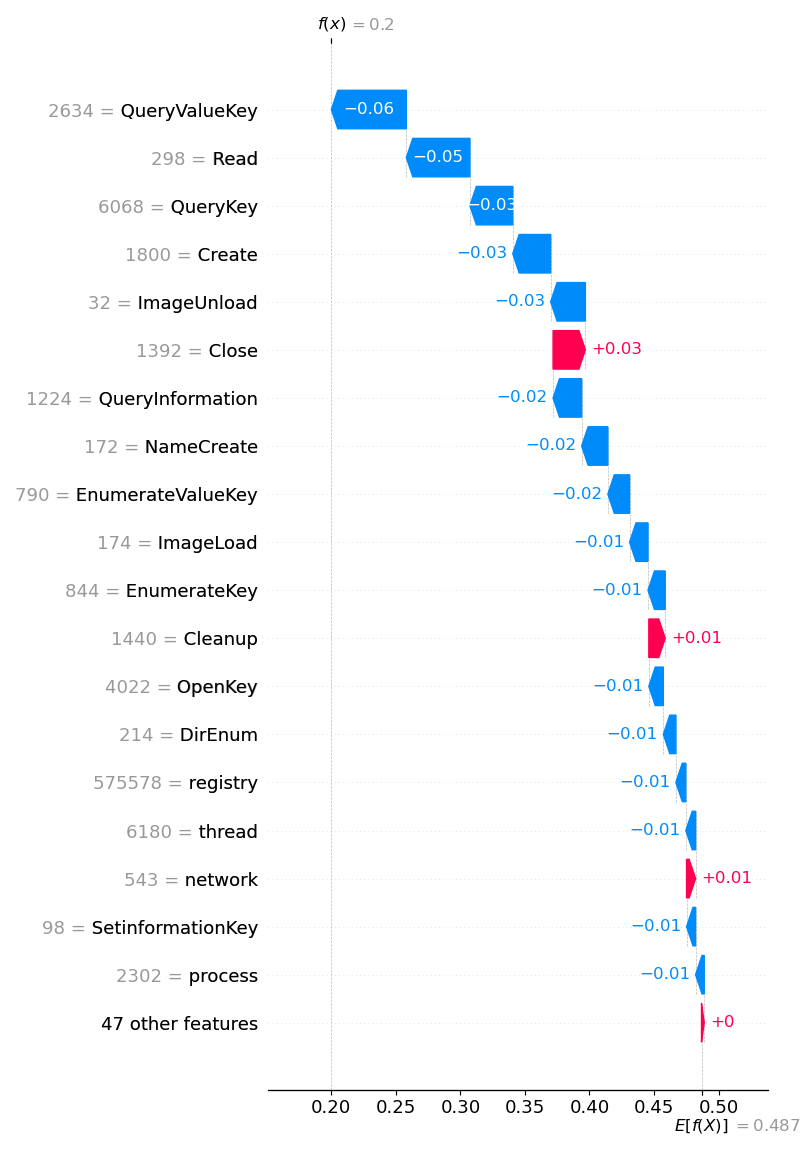 f(x) = 0.2
2634 = QueryValueKey −0.06
298 = Read −0.05
6068 = QueryKey −0.03
1800 = Create −0.03
32 = ImageUnload −0.03
1392 = Close +0.03
1224 = QueryInformation −0.02
172 = NameCreate −0.02
790 = EnumerateValueKey −0.02
174 = ImageLoad −0.01
844 = EnumerateKey −0.01
1440 = Cleanup +0.01
4022 = OpenKey −0.01
214 = DirEnum −0.01
575578 = registry −0.01
6180 = thread −0.01
543 = network +0.01
98 = SetinformationKey −0.01
2302 = process −0.01
47 other features +0
0.20 0.25 0.30 0.35 0.40 0.45 0.50
E[f(X)] = 0.487